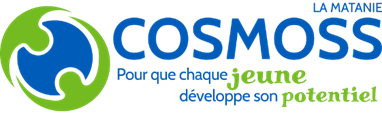 LA MATANIE
COSMOSS
Pour que chaque jeune
développe son potentiel